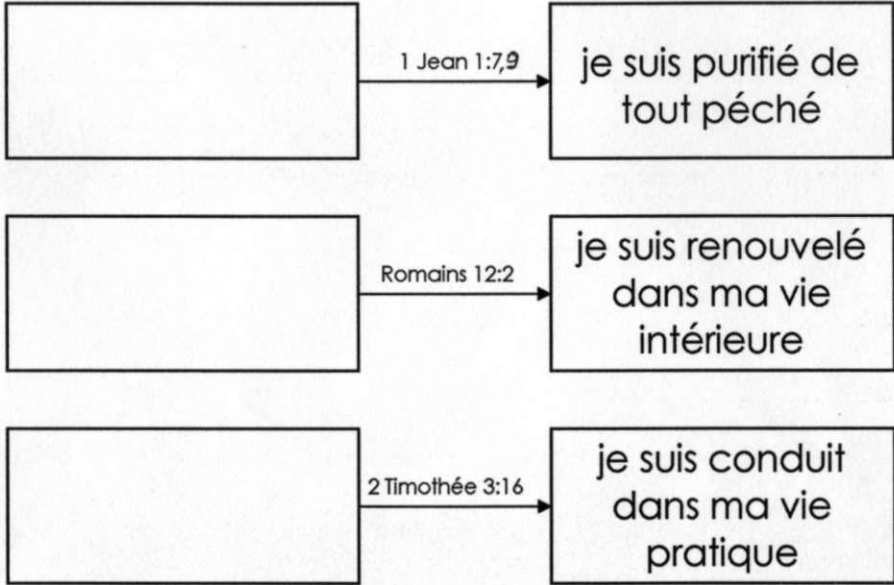 1 Jean 1:7,9
je suis purifié de
tout péché
Romains 12:2
je suis renouvelé
dans ma vie
intérieure
2 Timothée 3:16
je suis conduit
dans ma vie
pratique